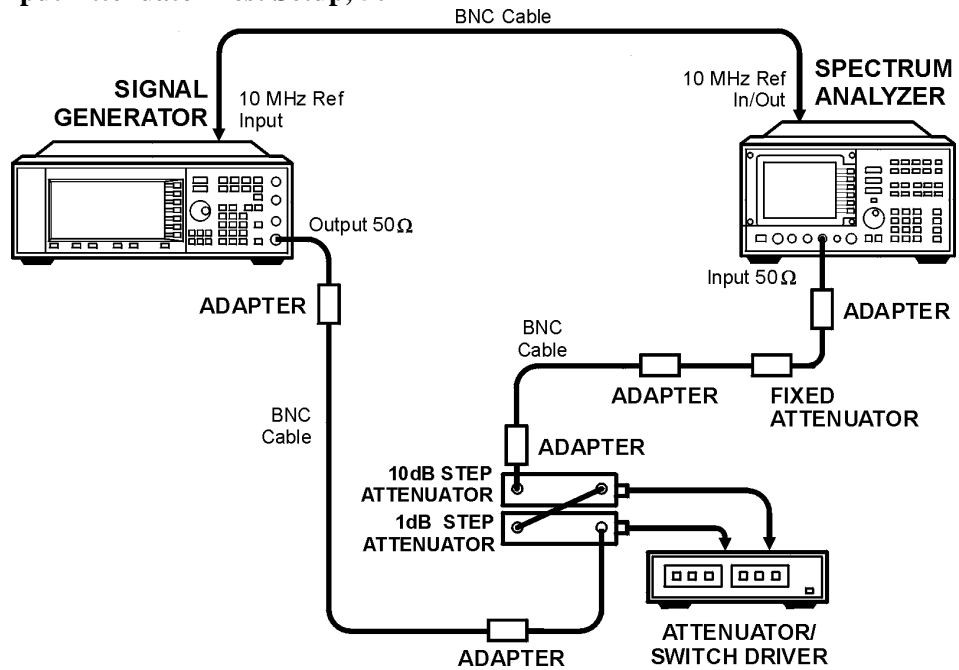 BNC Cable
SIGNAL
GENERATOR
10 MHz Ref
Input
10 MHz Ref
In/Out
SPECTRUM
ANALYZER
Output 50Ω
Input 50Ω
ADAPTER
ADAPTER
BNC
Cable
ADAPTER
FIXED
ATTENUATOR
BNC
Cable
ADAPTER
10dB STEP
ATTENUATOR
1dB STEP
ATTENUATOR
ADAPTER
ATTENUATOR/
SWITCH DRIVER